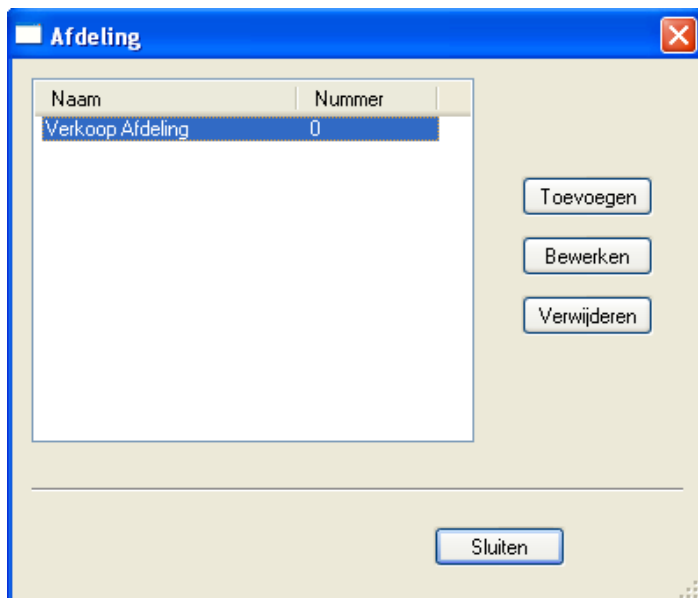 Afdeling
Naam Nummer
Verkoop Afdeling 0
Toevoegen
Bewerken
Verwijderen
Sluiten